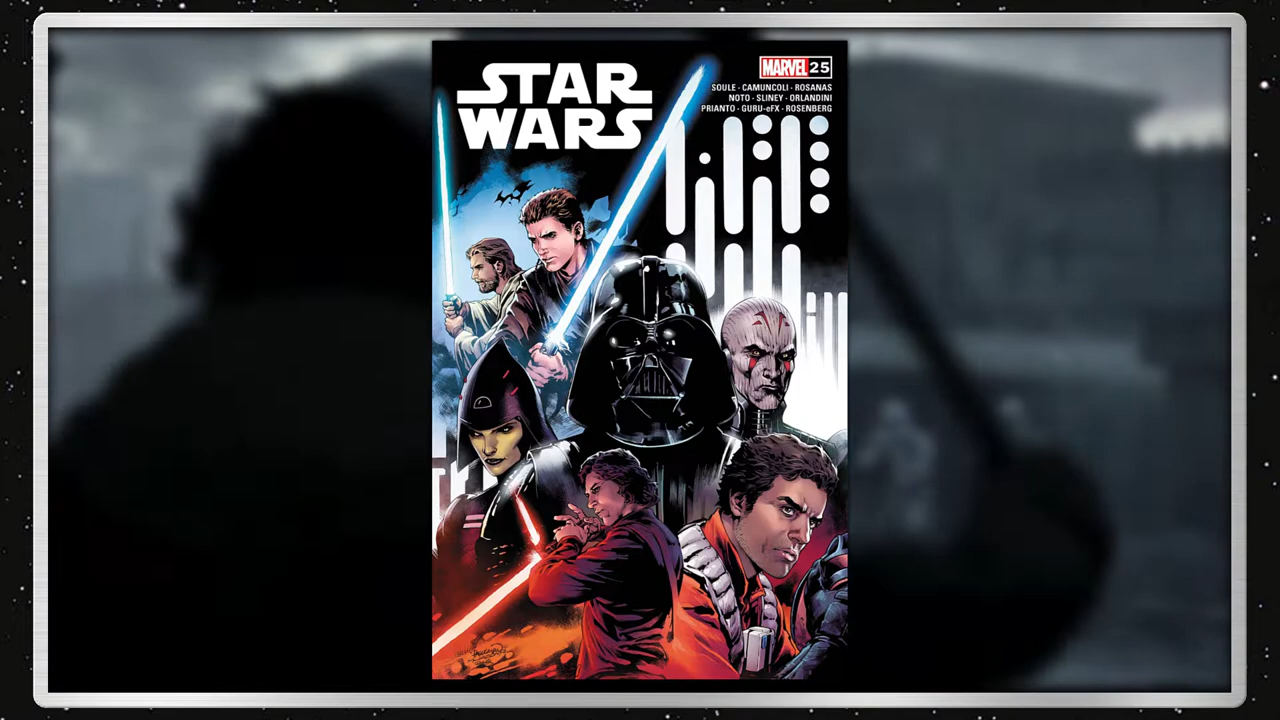 STAR
WARS
MARVEL 25
SOULE · CAMUNCOLI · ROSANAS
NOTO · SLINEY · ORLANDINI
PRIANTO · GURU-eFX · ROSENBERG